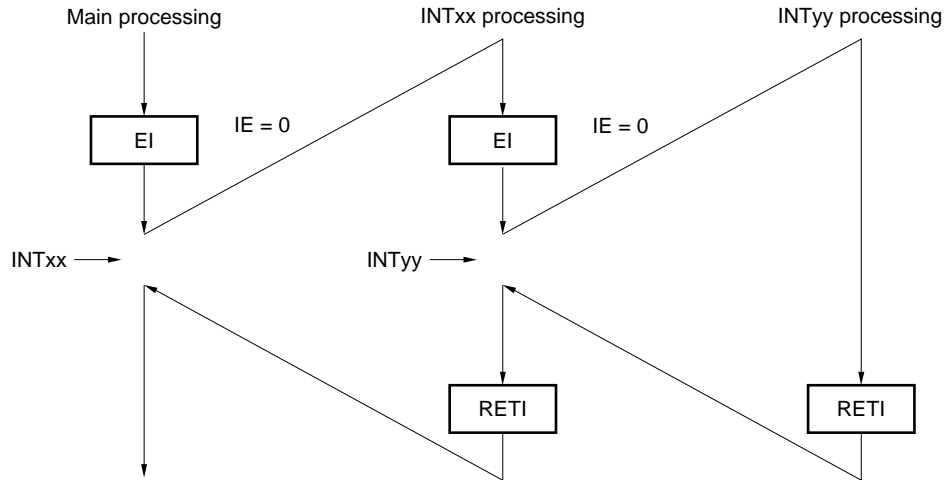 Main processing
INTxx processing
INTyy processing
IE = 0
IE = 0
EI
EI
INTxx
INTyy
RETI
RETI